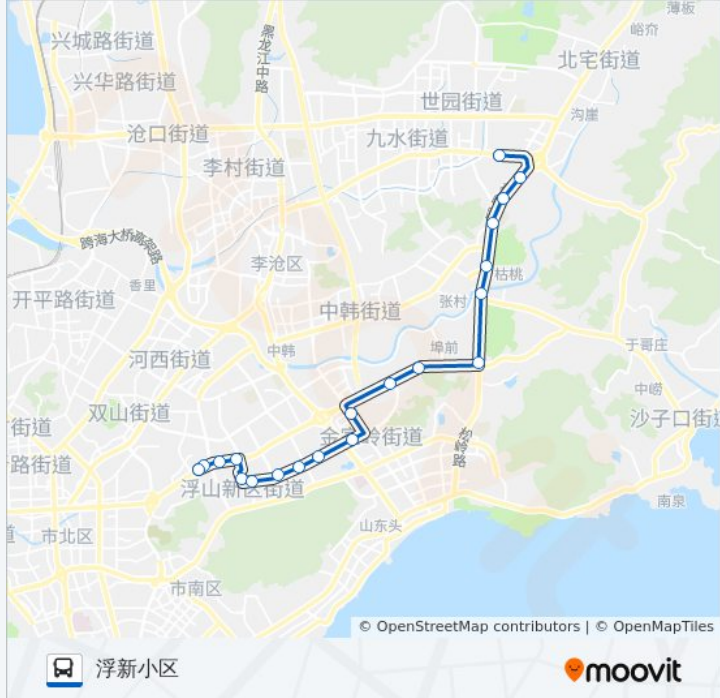 薄板
峪夼
兴城路街道
黑龙江中路
北宅街道
兴华路街道
世园街道
沟崖
沧口街道
九水街道
李村街道
跨海大桥高架路
李沧区
枯桃
香里
开平路街道
张村
中韩街道
埠前
于哥庄
中韩
河西街道
中崂
双山街道
沙子口街道
街道
金家岭街道
松岭路
路街道
浮山新区街道
南泉
山东头
道
市北区
市南区
© OpenStreetMap contributors | © OpenMapTiles
浮新小区
moovit